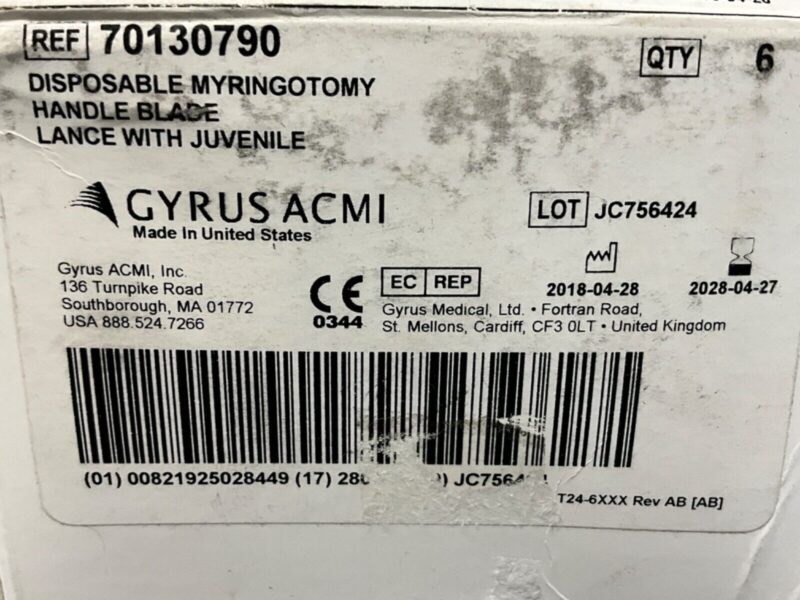 REF 70130790
QTY 6
DISPOSABLE MYRINGOTOMY
HANDLE BLADE
LANCE WITH JUVENILE
GYRUS ACMI
Made In United States
LOT JC756424
2018-04-28
2028-04-27
Gyrus ACMI, Inc.
136 Turnpike Road
Southborough, MA 01772
USA 888.524.7266
CE
0344
EC REP
Gyrus Medical, Ltd. • Fortran Road,
St. Mellons, Cardiff, CF3 0LT • United Kingdom
(01) 00821925028449 (17)
T24-6XXX Rev AB [AB]